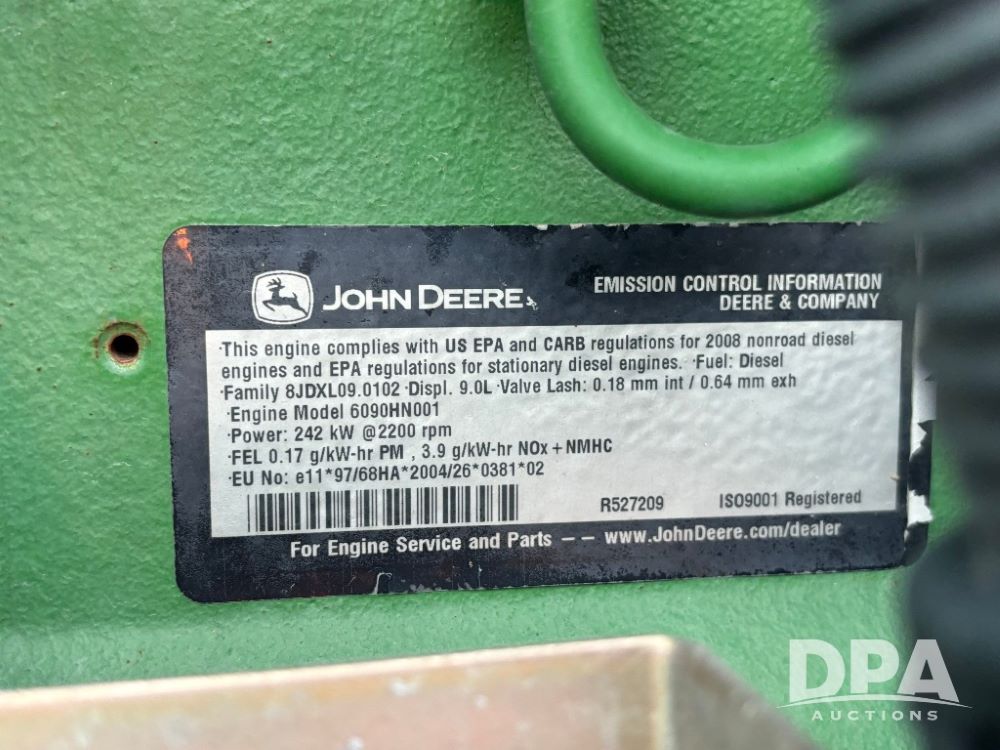 JOHN DEERE
EMISSION CONTROL INFORMATION
DEERE & COMPANY
·This engine complies with US EPA and CARB regulations for 2008 nonroad diesel
engines and EPA regulations for stationary diesel engines. ·Fuel: Diesel
·Family 8JDXL09.0102 ·Displ. 9.0L ·Valve Lash: 0.18 mm int / 0.64 mm exh
·Engine Model 6090HN001
·Power: 242 kW @2200 rpm
·FEL 0.17 g/kW-hr PM , 3.9 g/kW-hr NOx + NMHC
·EU No: e11*97/68HA*2004/26*0381*02
R527209 ISO9001 Registered
For Engine Service and Parts — — www.JohnDeere.com/dealer
DPA
AUCTIONS